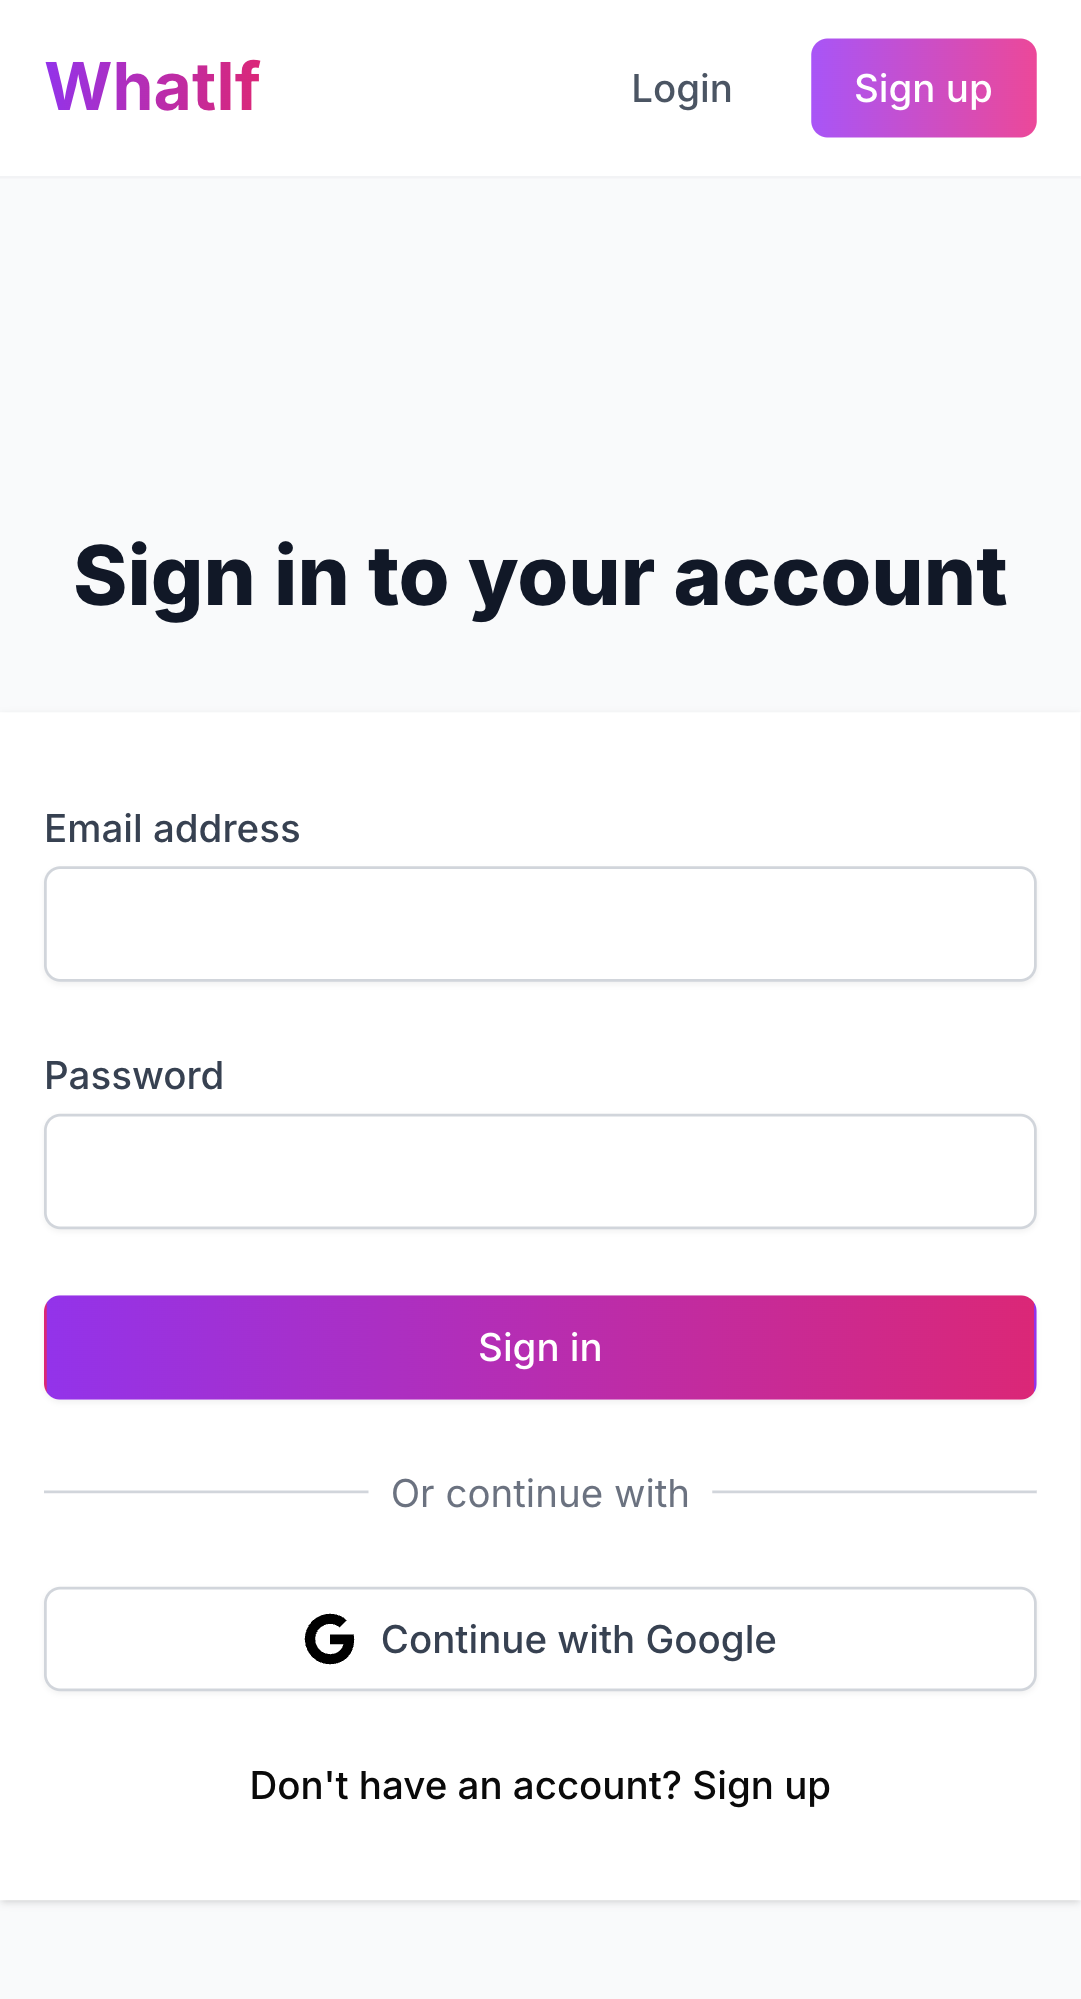 WhatIf
Login
Sign up
Sign in to your account
Email address
Password
Sign in
Or continue with
Continue with Google
Don't have an account? Sign up